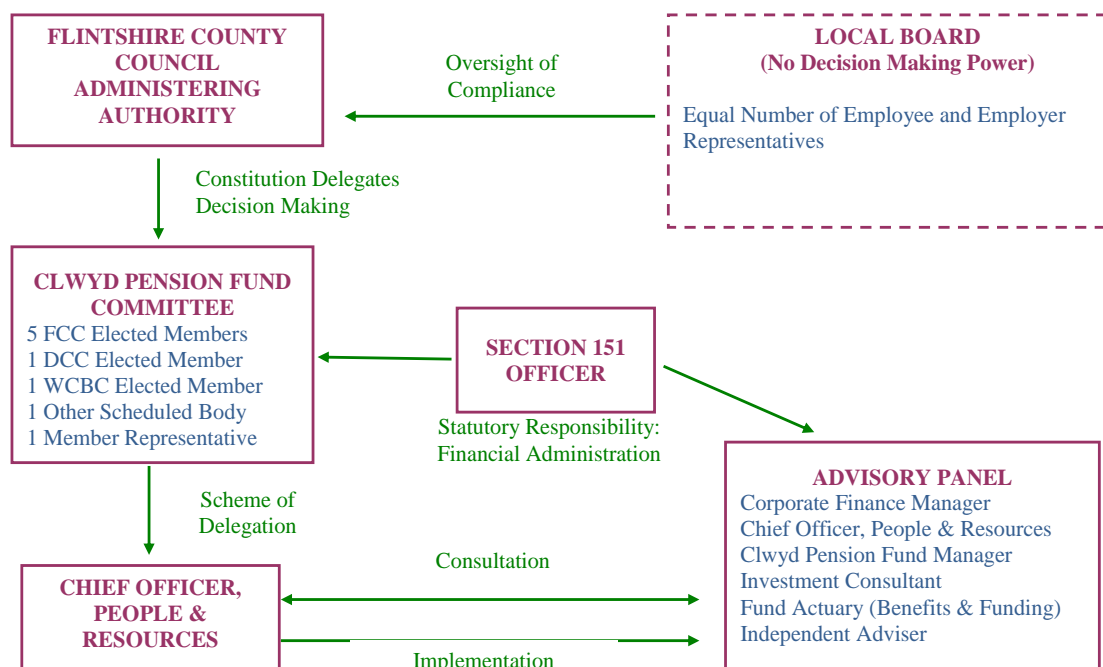 FLINTSHIRE COUNTY
COUNCIL
ADMINISTERING
AUTHORITY
Oversight of
Compliance
LOCAL BOARD
(No Decision Making Power)
Equal Number of Employee and Employer
Representatives
Constitution Delegates
Decision Making
CLWYD PENSION FUND
COMMITTEE
5 FCC Elected Members
1 DCC Elected Member
1 WCBC Elected Member
1 Other Scheduled Body
1 Member Representative
SECTION 151
OFFICER
Statutory Responsibility:
Financial Administration
ADVISORY PANEL
Corporate Finance Manager
Chief Officer, People & Resources
Clwyd Pension Fund Manager
Investment Consultant
Fund Actuary (Benefits & Funding)
Independent Adviser
Scheme of
Delegation
Consultation
CHIEF OFFICER,
PEOPLE &
RESOURCES
Implementation